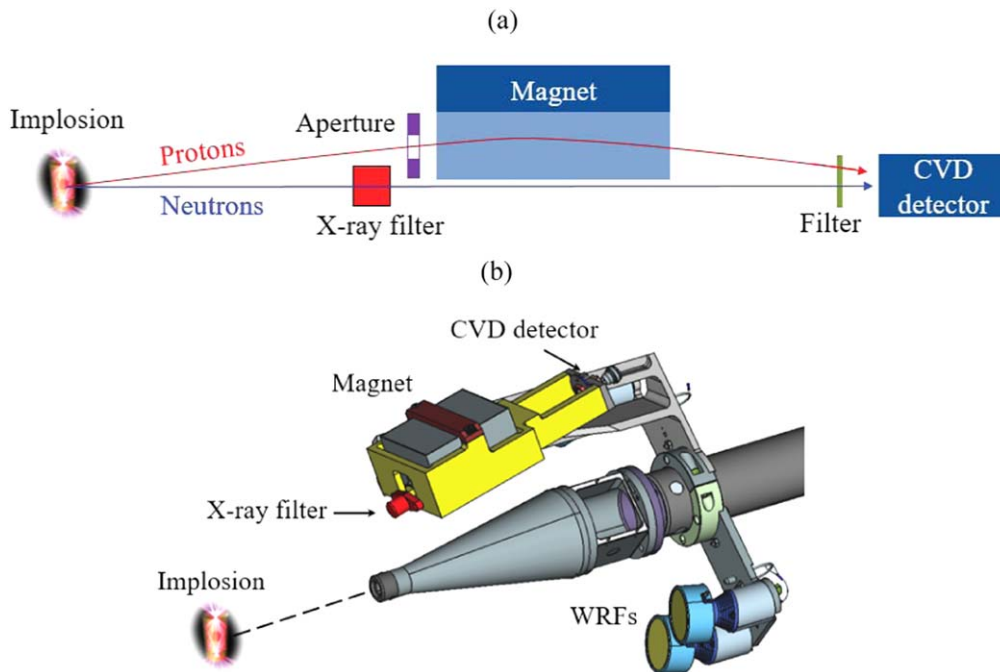 (a)
Implosion
Protons
Neutrons
Aperture
X-ray filter
Magnet
Filter
CVD
detector
(b)
CVD detector
Magnet
X-ray filter
Implosion
WRFs